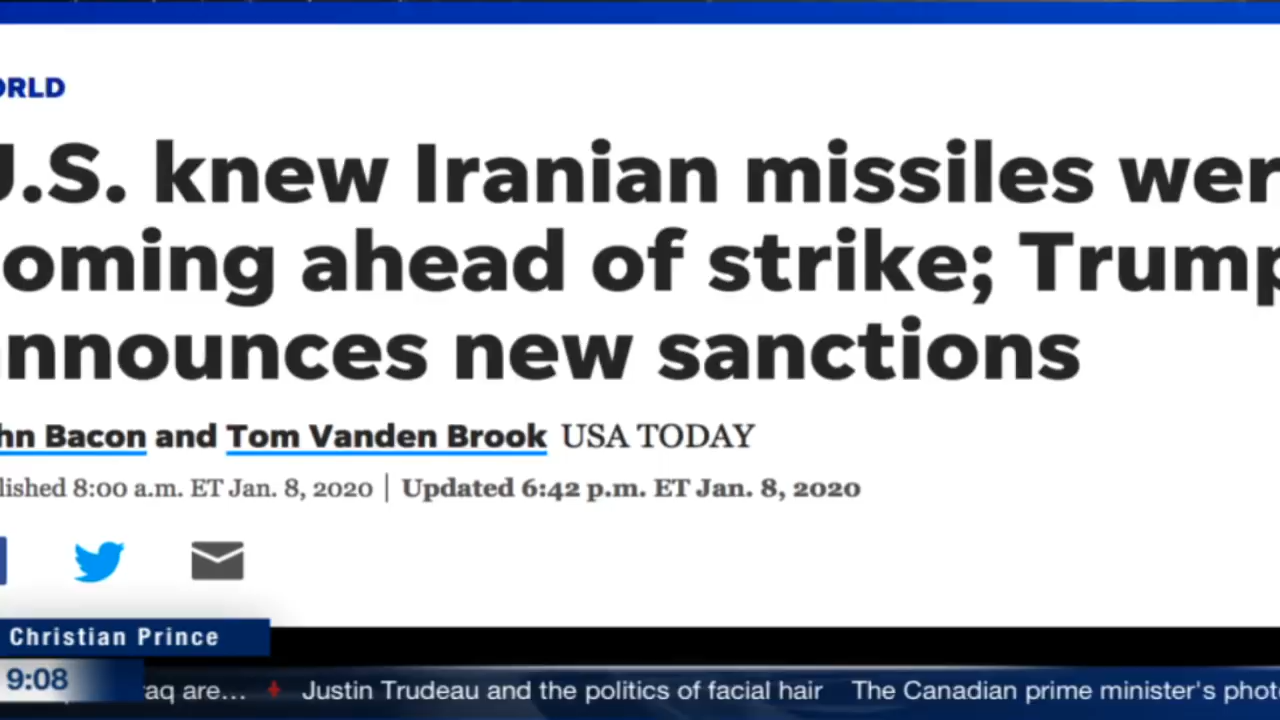 ORLD
U.S. knew Iranian missiles wer
oming ahead of strike; Trump
nnounces new sanctions
hn Bacon and Tom Vanden Brook USA TODAY
lished 8:00 a.m. ET Jan. 8, 2020 | Updated 6:42 p.m. ET Jan. 8, 2020
Christian Prince
9:08
raq are... Justin Trudeau and the politics of facial hair The Canadian prime minister's phot